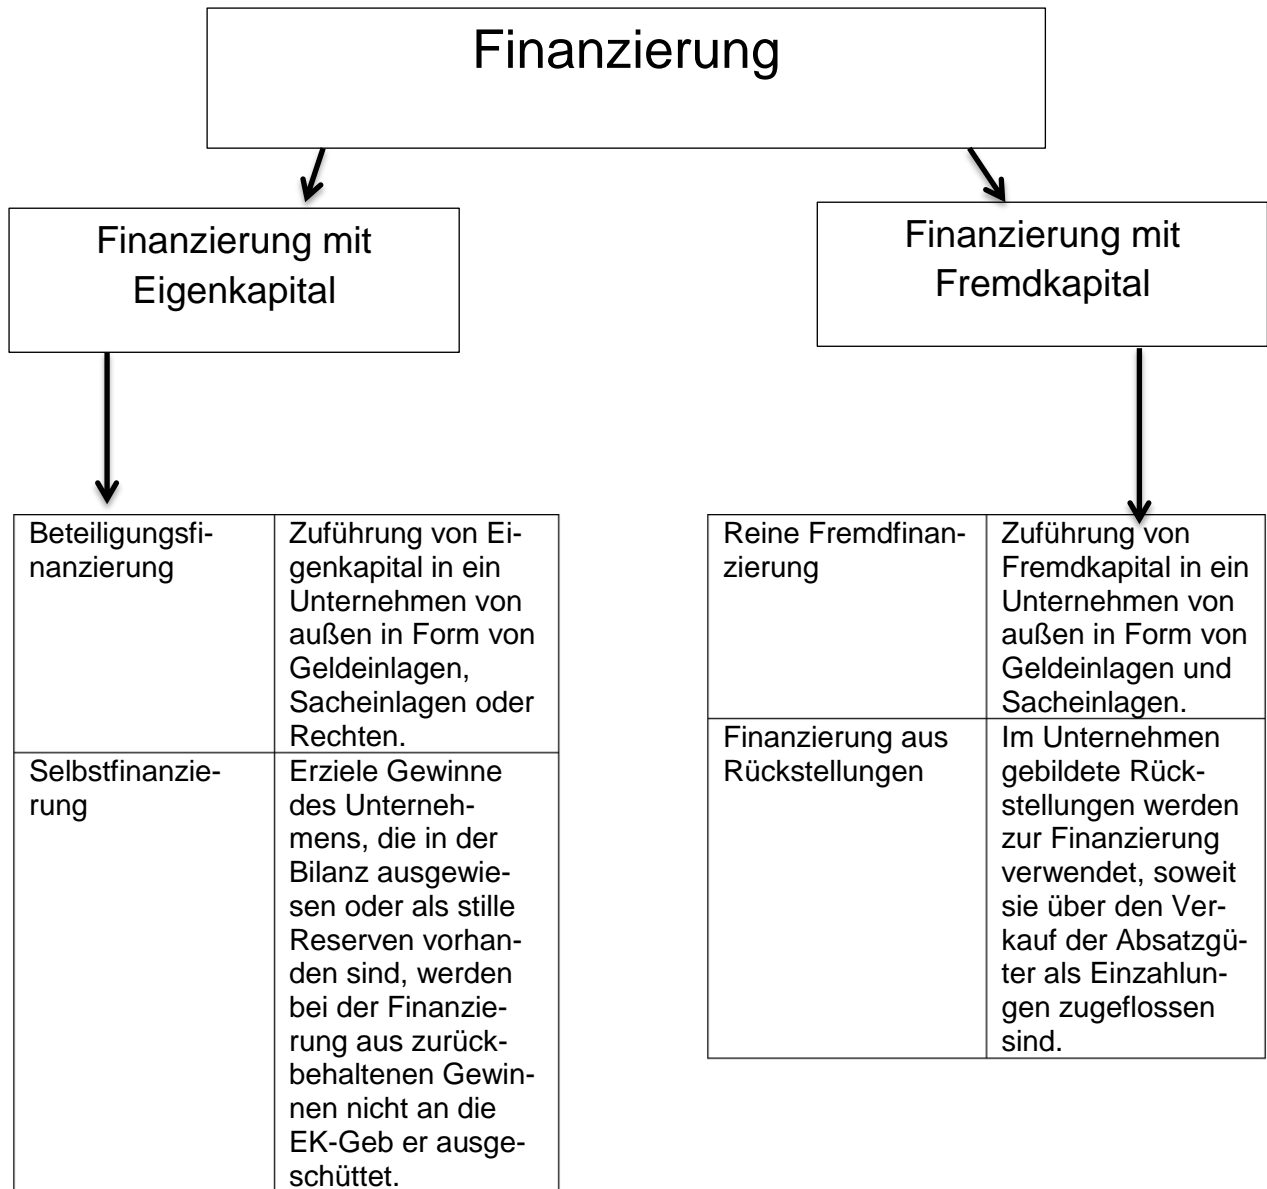 Finanzierung
Finanzierung mit
Eigenkapital
Finanzierung mit
Fremdkapital
Beteiligungsfi-
nanzierung
Zuführung von Ei-
genkapital in ein
Unternehmen von
außen in Form von
Geldeinlagen,
Sacheinlagen oder
Rechten.
Selbstfinanzie-
rung
Erziele Gewinne
des Unterneh-
mens, die in der
Bilanz ausgewie-
sen oder als stille
Reserven vorhan-
den sind, werden
bei der Finanzie-
rung aus zurück-
behaltenen Gewin-
nen nicht an die
EK-Geb er ausge-
schüttet.
Reine Fremdfinan-
zierung
Zuführung von
Fremdkapital in ein
Unternehmen von
außen in Form von
Geldeinlagen und
Sacheinlagen.
Finanzierung aus
Rückstellungen
Im Unternehmen
gebildete Rück-
stellungen werden
zur Finanzierung
verwendet, soweit
sie über den Ver-
kauf der Absatzgü-
ter als Einzahlun-
gen zugeflossen
sind.